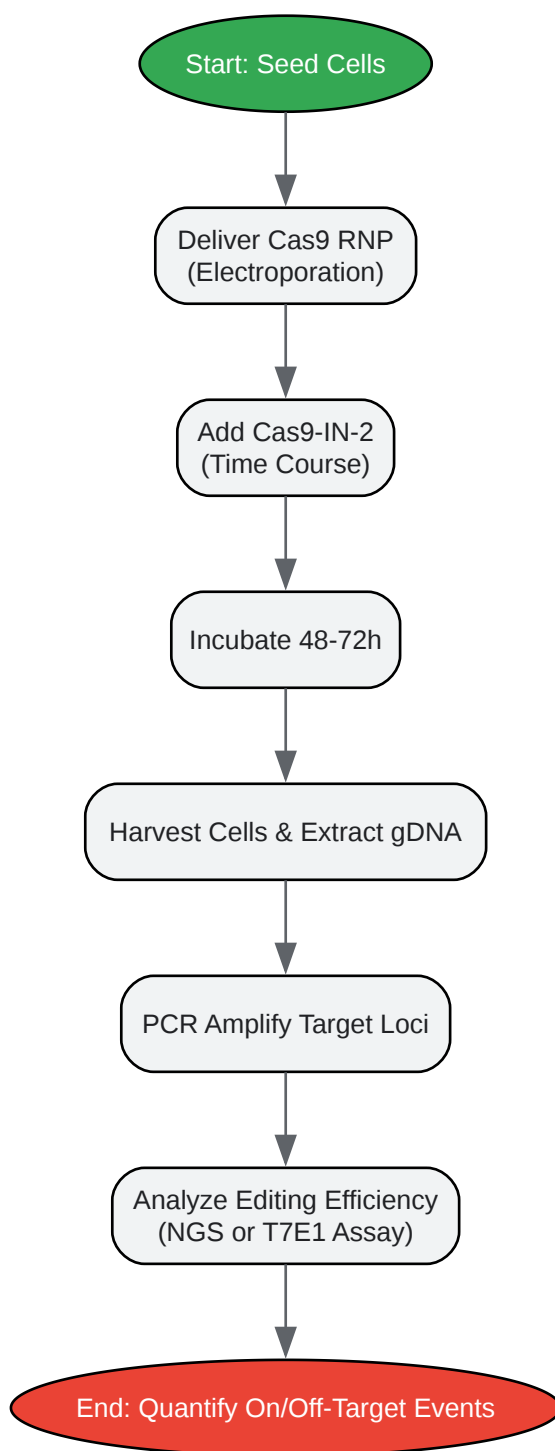 Start: Seed Cells
Deliver Cas9 RNP
(Electroporation)
Add Cas9-IN-2
(Time Course)
Incubate 48-72h
Harvest Cells & Extract gDNA
PCR Amplify Target Loci
Analyze Editing Efficiency
(NGS or T7E1 Assay)
End: Quantify On/Off-Target Events